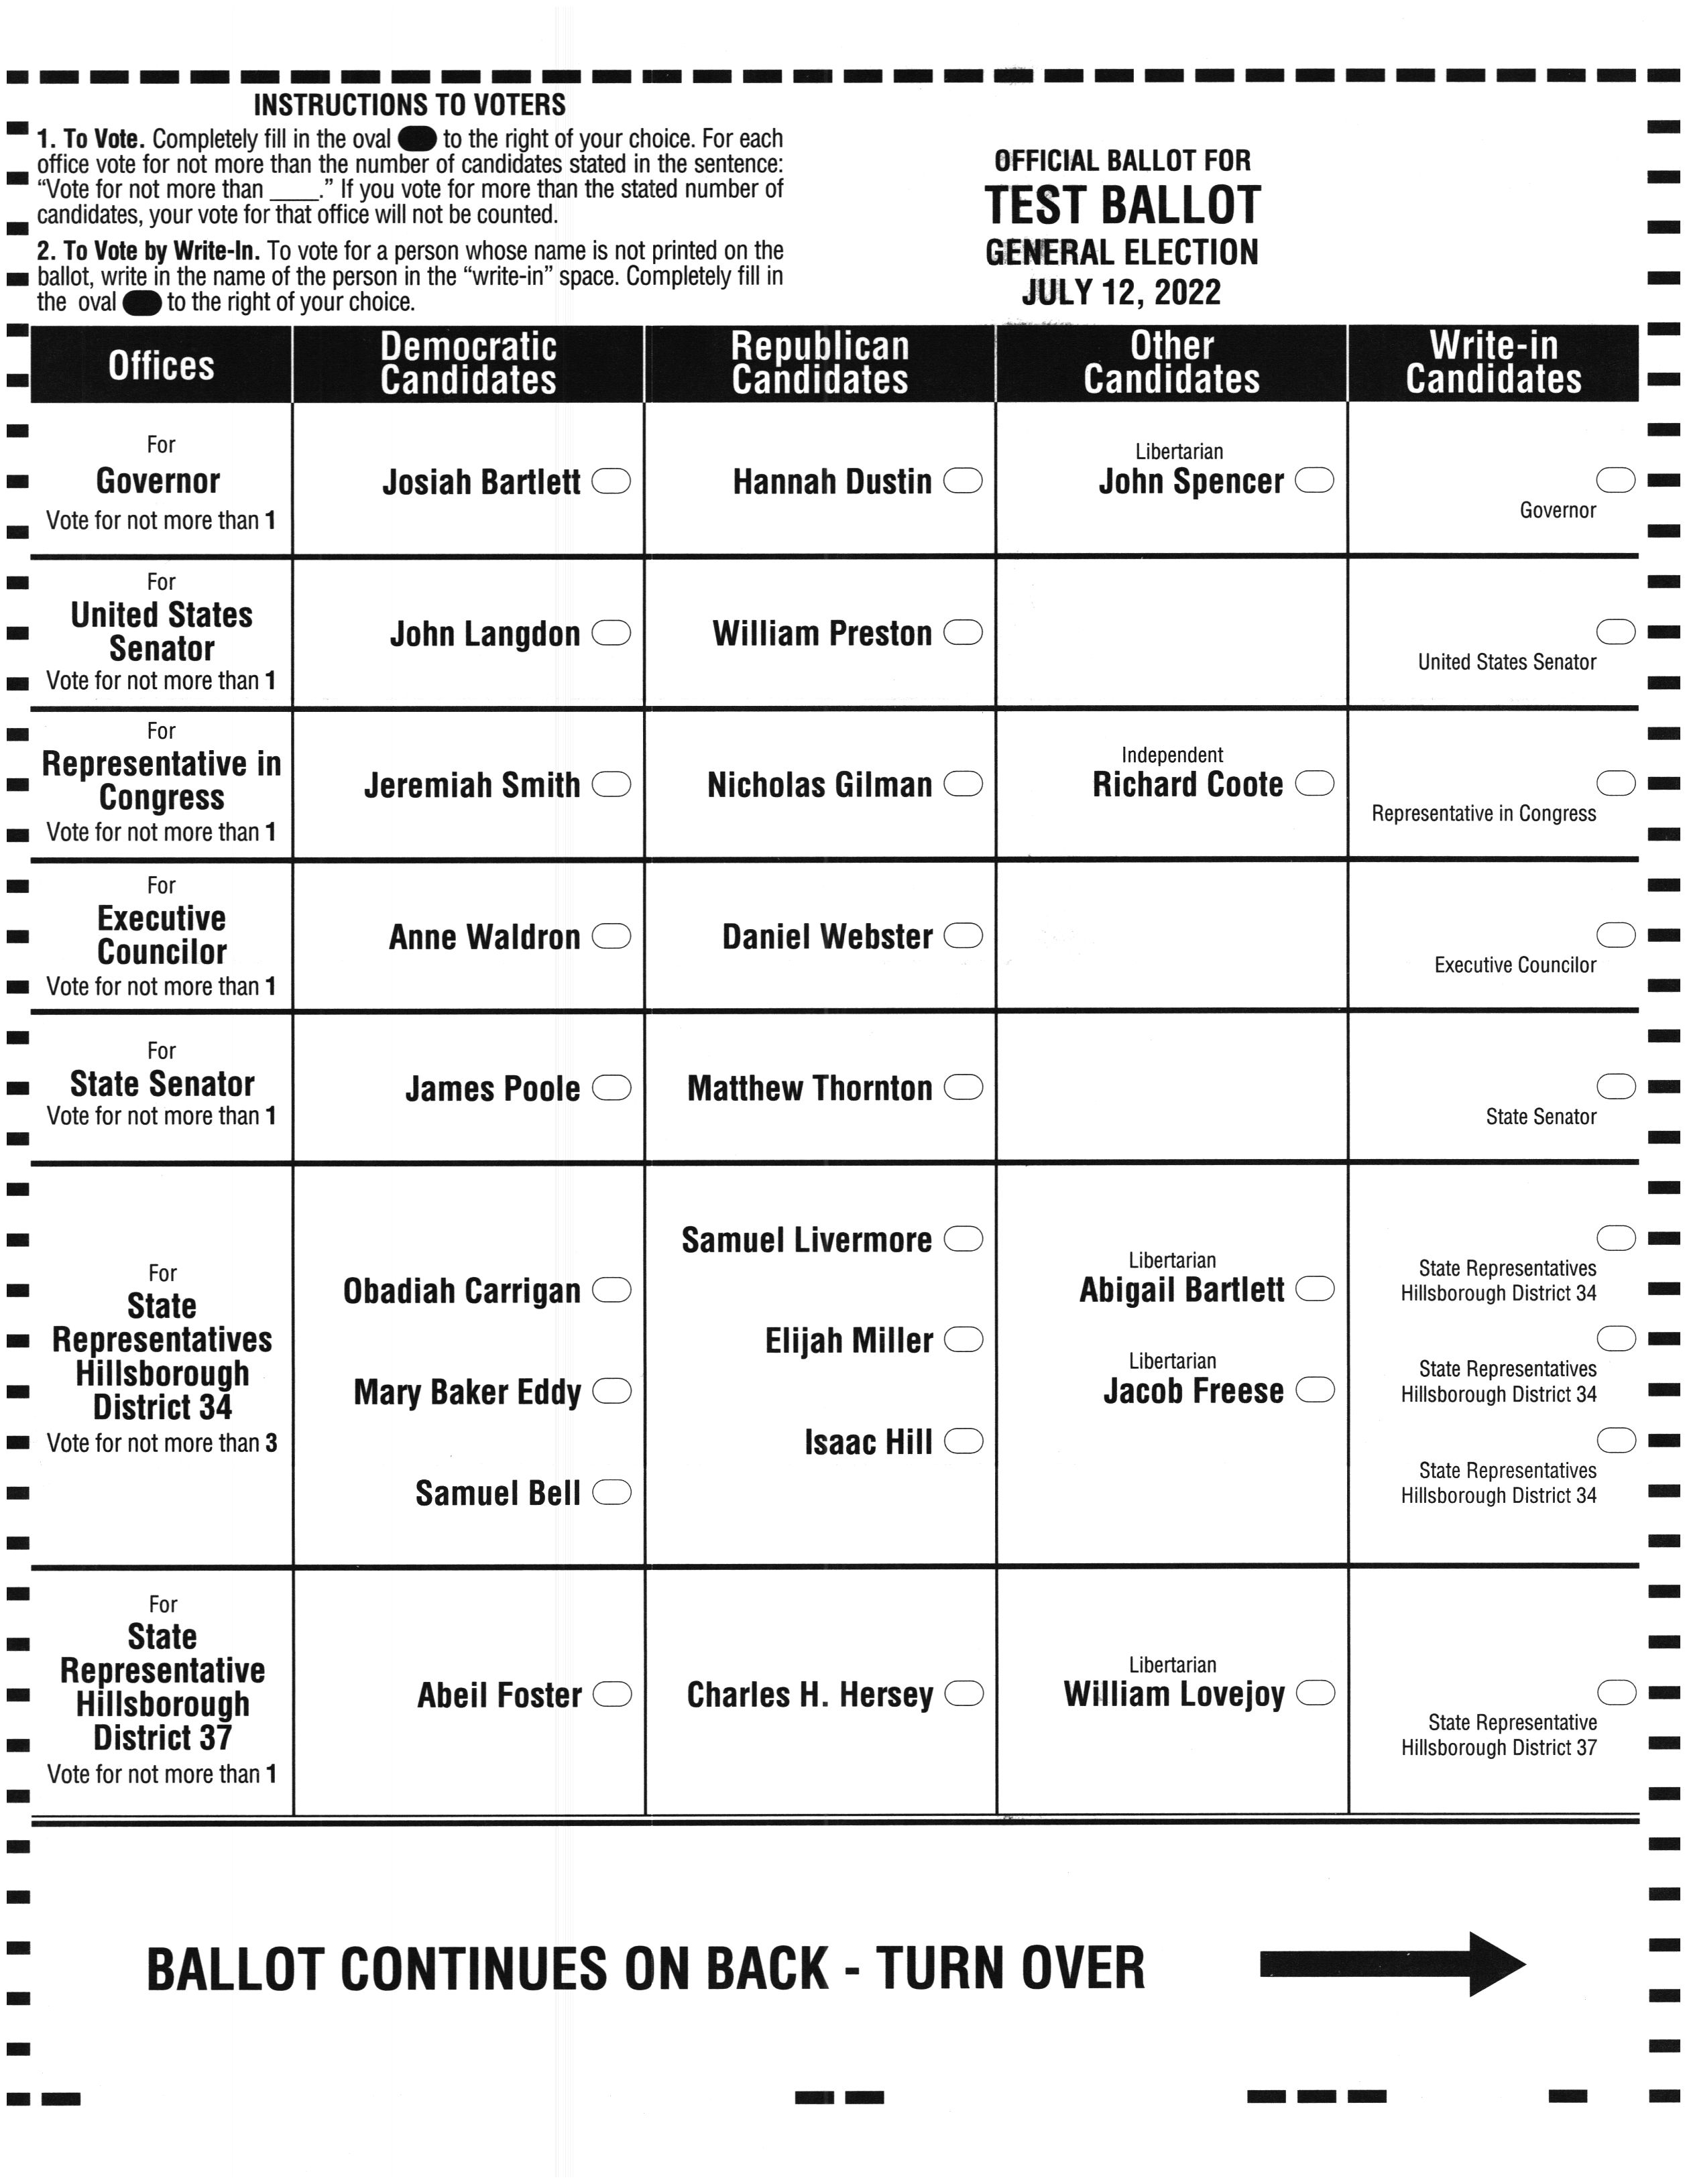 INSTRUCTIONS TO VOTERS
1. To Vote. Completely fill in the oval to the right of your choice. For each
office vote for not more than the number of candidates stated in the sentence:
“Vote for not more than ____.” If you vote for more than the stated number of
candidates, your vote for that office will not be counted.
2. To Vote by Write-In. To vote for a person whose name is not printed on the
ballot, write in the name of the person in the “write-in” space. Completely fill in
the oval to the right of your choice.
OFFICIAL BALLOT FOR
TEST BALLOT
GENERAL ELECTION
JULY 12, 2022
Offices
Democratic
Candidates
Republican
Candidates
Other
Candidates
Write-in
Candidates
For
Governor
Vote for not more than 1
Josiah Bartlett
Hannah Dustin
Libertarian
John Spencer
Governor
For
United States
Senator
Vote for not more than 1
John Langdon
William Preston
United States Senator
For
Representative in
Congress
Vote for not more than 1
Jeremiah Smith
Nicholas Gilman
Independent
Richard Coote
Representative in Congress
For
Executive
Councilor
Vote for not more than 1
Anne Waldron
Daniel Webster
Executive Councilor
For
State Senator
Vote for not more than 1
James Poole
Matthew Thornton
State Senator
For
State
Representatives
Hillsborough
District 34
Vote for not more than 3
Obadiah Carrigan
Mary Baker Eddy
Samuel Bell
Samuel Livermore
Elijah Miller
Isaac Hill
Libertarian
Abigail Bartlett
Libertarian
Jacob Freese
State Representatives
Hillsborough District 34
State Representatives
Hillsborough District 34
State Representatives
Hillsborough District 34
For
State
Representative
Hillsborough
District 37
Vote for not more than 1
Abeil Foster
Charles H. Hersey
Libertarian
William Lovejoy
State Representative
Hillsborough District 37
BALLOT CONTINUES ON BACK - TURN OVER